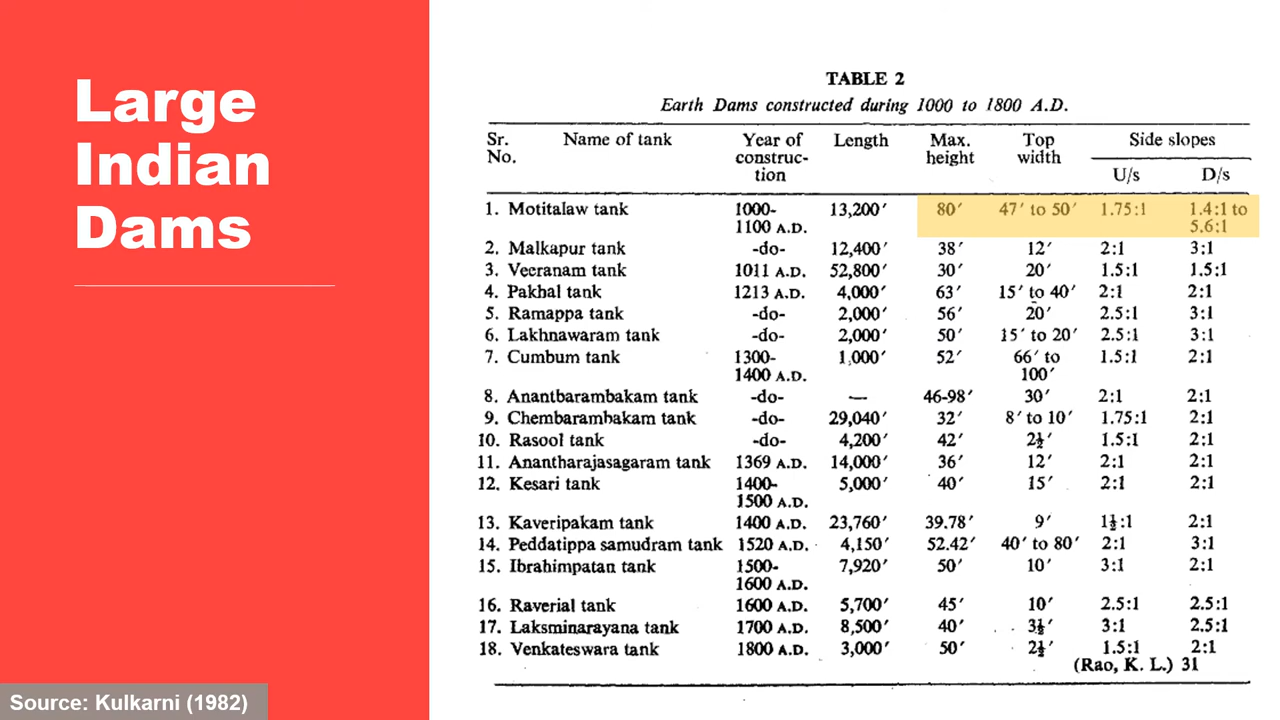 Large
Indian
Dams
TABLE 2
Earth Dams constructed during 1000 to 1800 A.D.
Sr. No. Name of tank Year of construc-tion Length Max. height Top width Side slopes
U/s D/s
1. Motitalaw tank 1000-1100 A.D. 13,200′ 80′ 47′ to 50′ 1.75:1 1.4:1 to 5.6:1
2. Malkapur tank -do- 12,400′ 38′ 12′ 2:1 3:1
3. Veeranam tank 1011 A.D. 52,800′ 30′ 20′ 1.5:1 1.5:1
4. Pakhal tank 1213 A.D. 4,000′ 63′ 15′ to 40′ 2:1 2:1
5. Ramappa tank -do- 2,000′ 56′ 20′ 2.5:1 3:1
6. Lakhnawaram tank -do- 2,000′ 50′ 15′ to 20′ 2.5:1 3:1
7. Cumbum tank 1300-1400 A.D. 1,000′ 52′ 66′ to 100′ 1.5:1 2:1
8. Anantbarambakam tank -do- — 46-98′ 30′ 2:1 2:1
9. Chembarambakam tank -do- 29,040′ 32′ 8′ to 10′ 1.75:1 2:1
10. Rasool tank -do- 4,200′ 42′ 2½′ 1.5:1 2:1
11. Anantharajasagaram tank 1369 A.D. 14,000′ 36′ 12′ 2:1 2:1
12. Kesari tank 1400-1500 A.D. 5,000′ 40′ 15′ 2:1 2:1
13. Kaveripakam tank 1400 A.D. 23,760′ 39.78′ 9′ 1½:1 2:1
14. Peddatippa samudram tank 1520 A.D. 4,150′ 52.42′ 40′ to 80′ 2:1 3:1
15. Ibrahimpatan tank 1500-1600 A.D. 7,920′ 50′ 10′ 3:1 2:1
16. Raverial tank 1600 A.D. 5,700′ 45′ 10′ 2.5:1 2.5:1
17. Laksminarayana tank 1700 A.D. 8,500′ 40′ 3½′ 3:1 2.5:1
18. Venkateswara tank 1800 A.D. 3,000′ 50′ 2½′ 1.5:1 2:1
(Rao, K. L.) 31
Source: Kulkarni (1982)